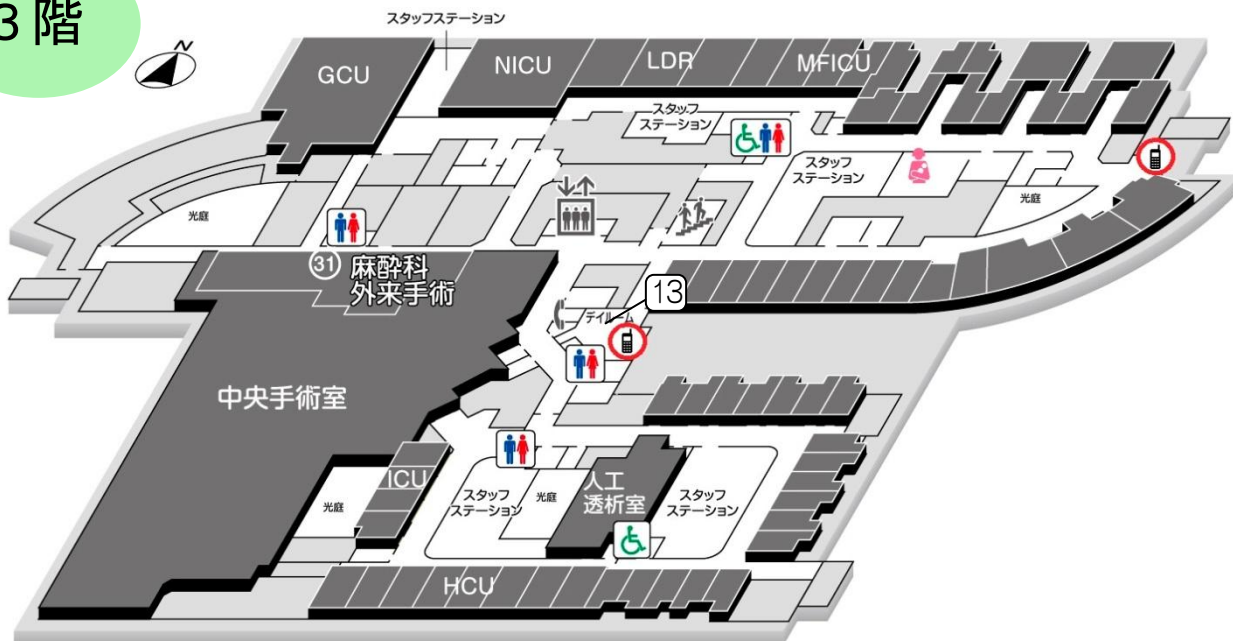 3階
N
スタッフステーション
GCU
NICU
LDR
MFICU
スタッフ
ステーション
スタッフ
ステーション
光庭
光庭
31
麻酔科
外来手術
13
デイルーム
中央手術室
ICU
光庭
スタッフ
ステーション
光庭
人工
透析室
スタッフ
ステーション
HCU